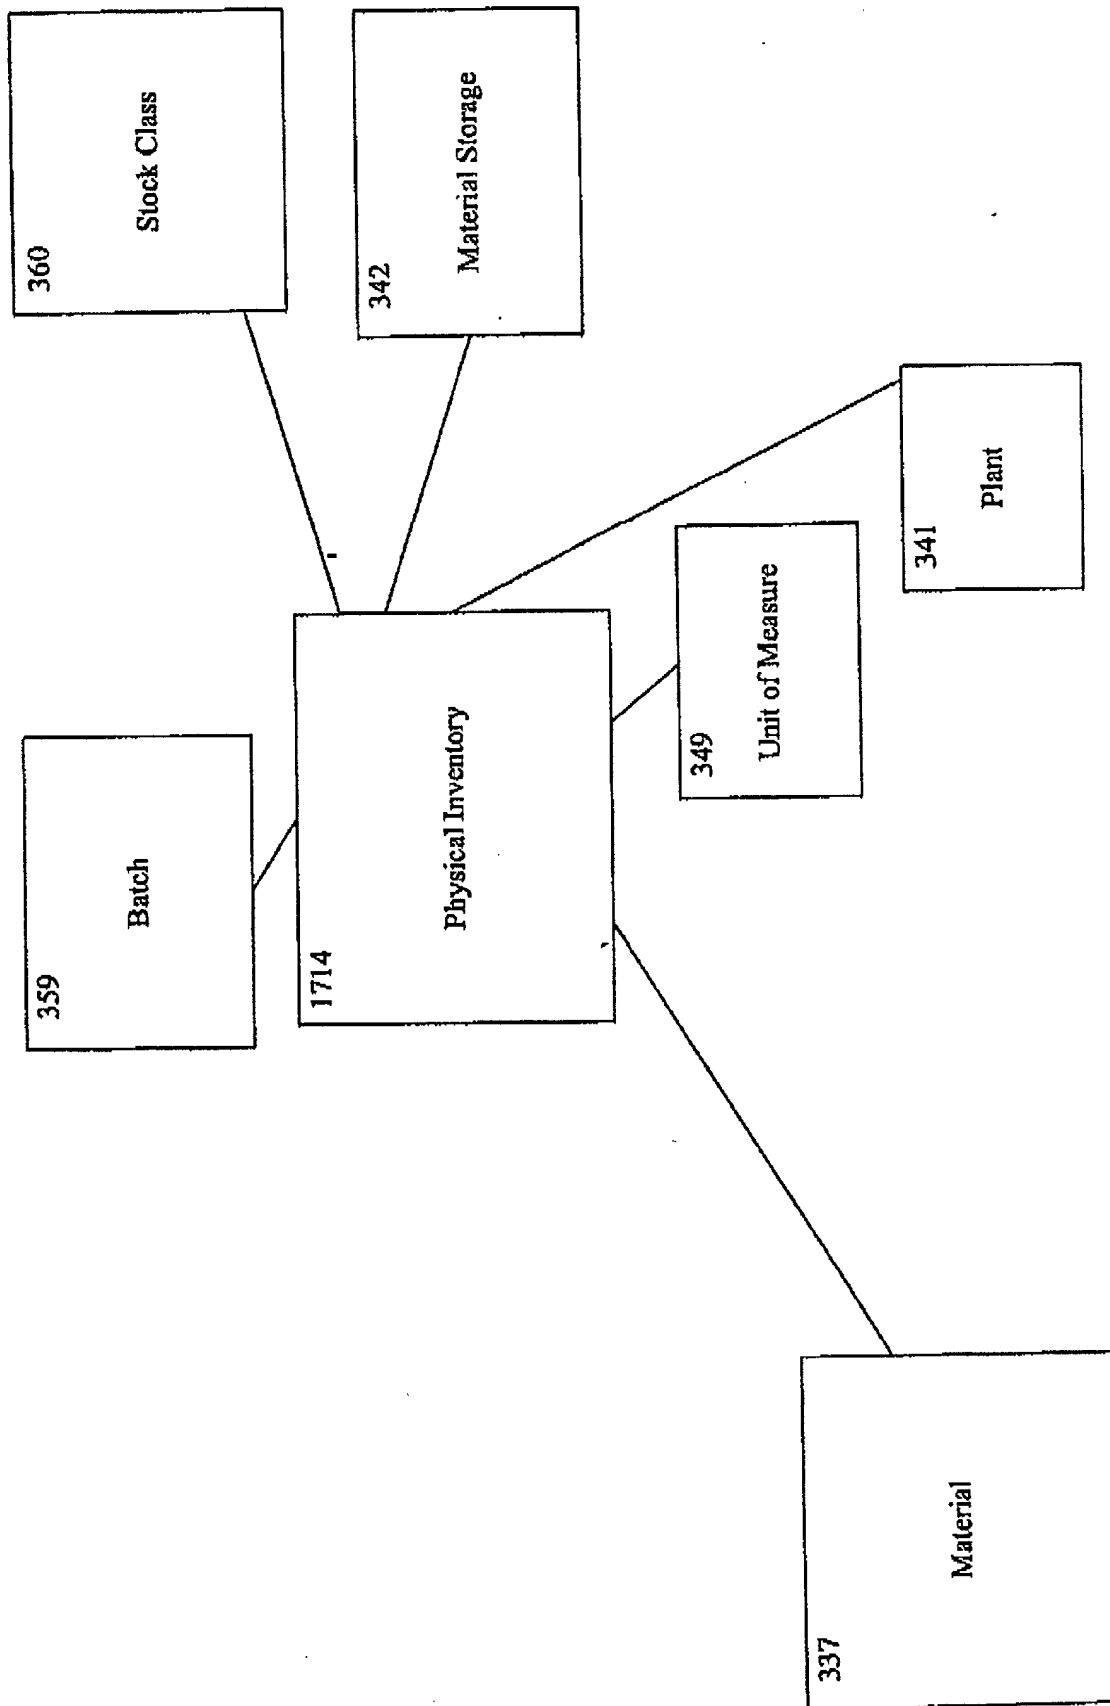 359
Batch
360
Stock Class
1714
Physical Inventory
342
Material Storage
349
Unit of Measure
341
Plant
337
Material